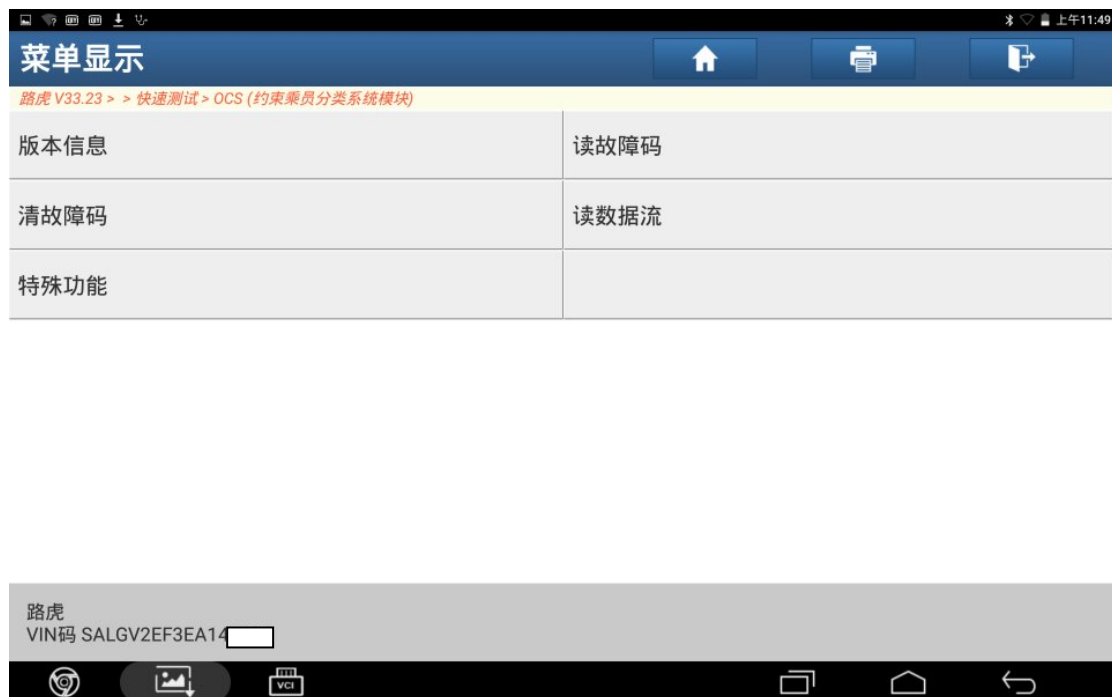 上午11:49
菜单显示
路虎 V33.23 > > 快速测试 > OCS (约束乘员分类系统模块)
版本信息
读故障码
清故障码
读数据流
特殊功能
路虎
VIN码 SALGV2EF3EA14
VCI